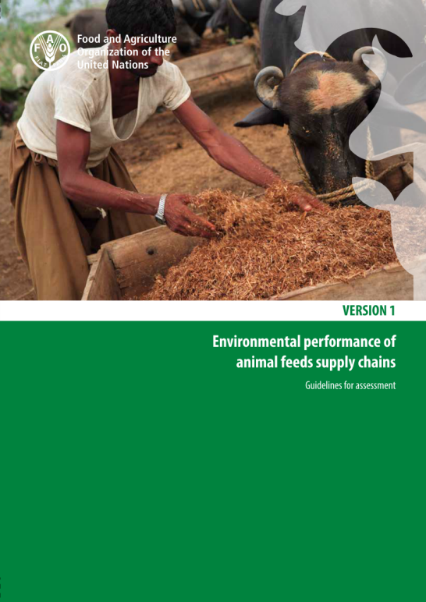 Food and Agriculture
Organization of the
United Nations
F A O
VERSION 1
Environmental performance of
animal feeds supply chains
Guidelines for assessment